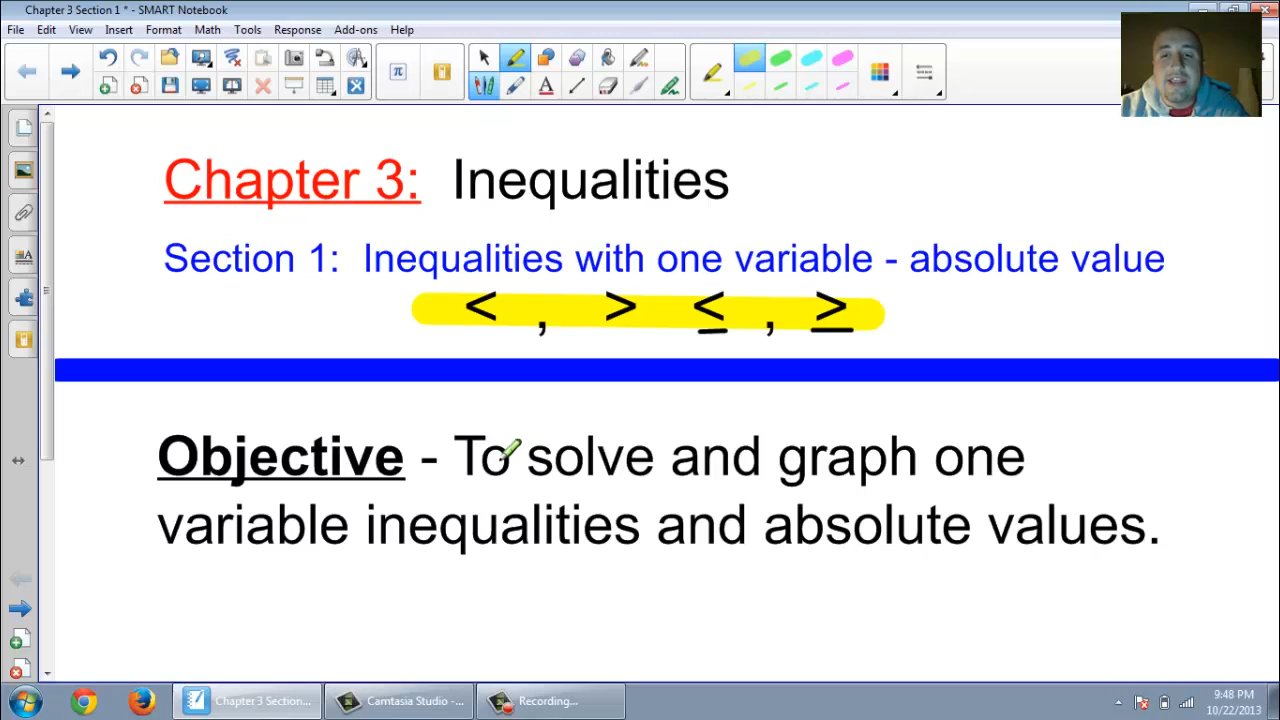 Chapter 3 Section 1 * - SMART Notebook
File Edit View Insert Format Math Tools Response Add-ons Help
π
Chapter 3: Inequalities
Section 1: Inequalities with one variable - absolute value
< , > ≤ , ≥
Objective - To solve and graph one
variable inequalities and absolute values.
Chapter 3 Section... Camtasia Studio -... Recording...
9:48 PM
10/22/2013